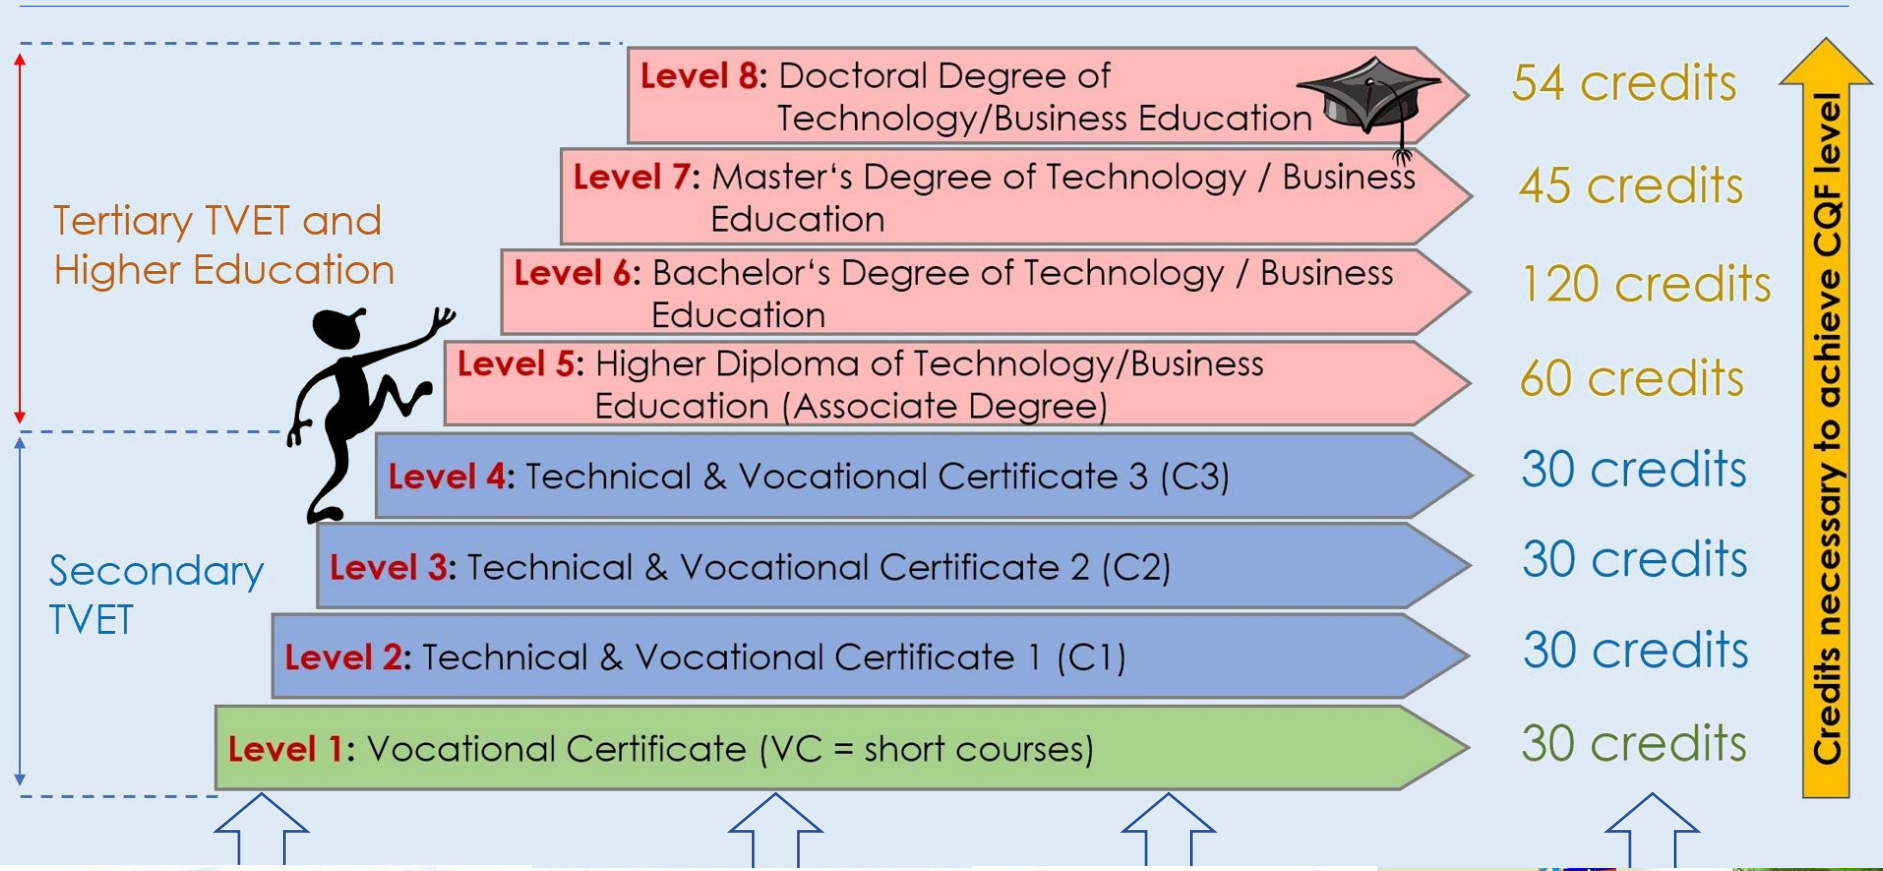 Level 8: Doctoral Degree of
Technology/Business Education
54 credits
Level 7: Master‘s Degree of Technology / Business
Education
45 credits
Tertiary TVET and
Higher Education
Level 6: Bachelor‘s Degree of Technology / Business
Education
120 credits
Level 5: Higher Diploma of Technology/Business
Education (Associate Degree)
60 credits
Level 4: Technical & Vocational Certificate 3 (C3)
30 credits
Secondary
TVET
Level 3: Technical & Vocational Certificate 2 (C2)
30 credits
Level 2: Technical & Vocational Certificate 1 (C1)
30 credits
Level 1: Vocational Certificate (VC = short courses)
30 credits
Credits necessary to achieve CQF level